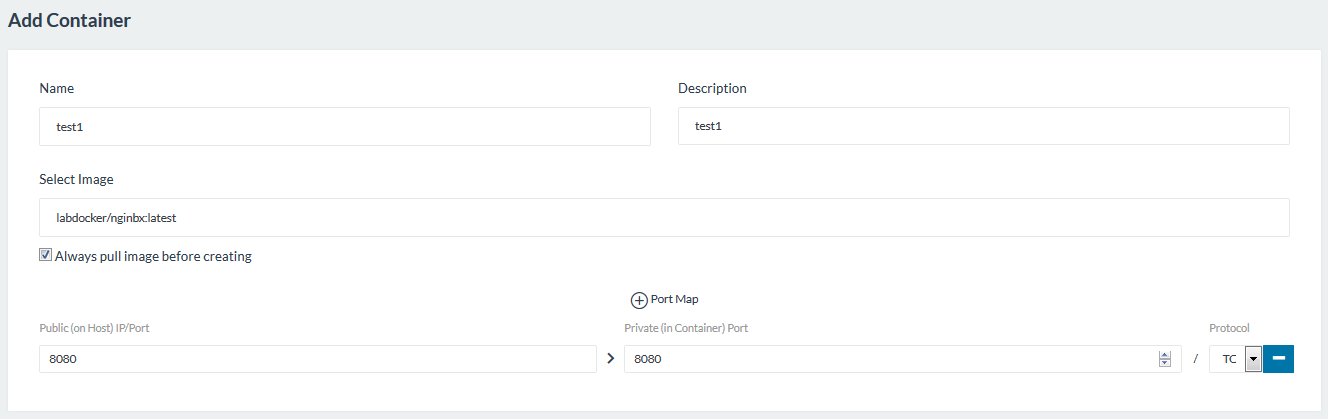 Add Container
Name
Description
test1
test1
Select Image
labdocker/nginbx:latest
Always pull image before creating
Port Map
Public (on Host) IP/Port
Private (in Container) Port
Protocol
8080
8080
/
TC